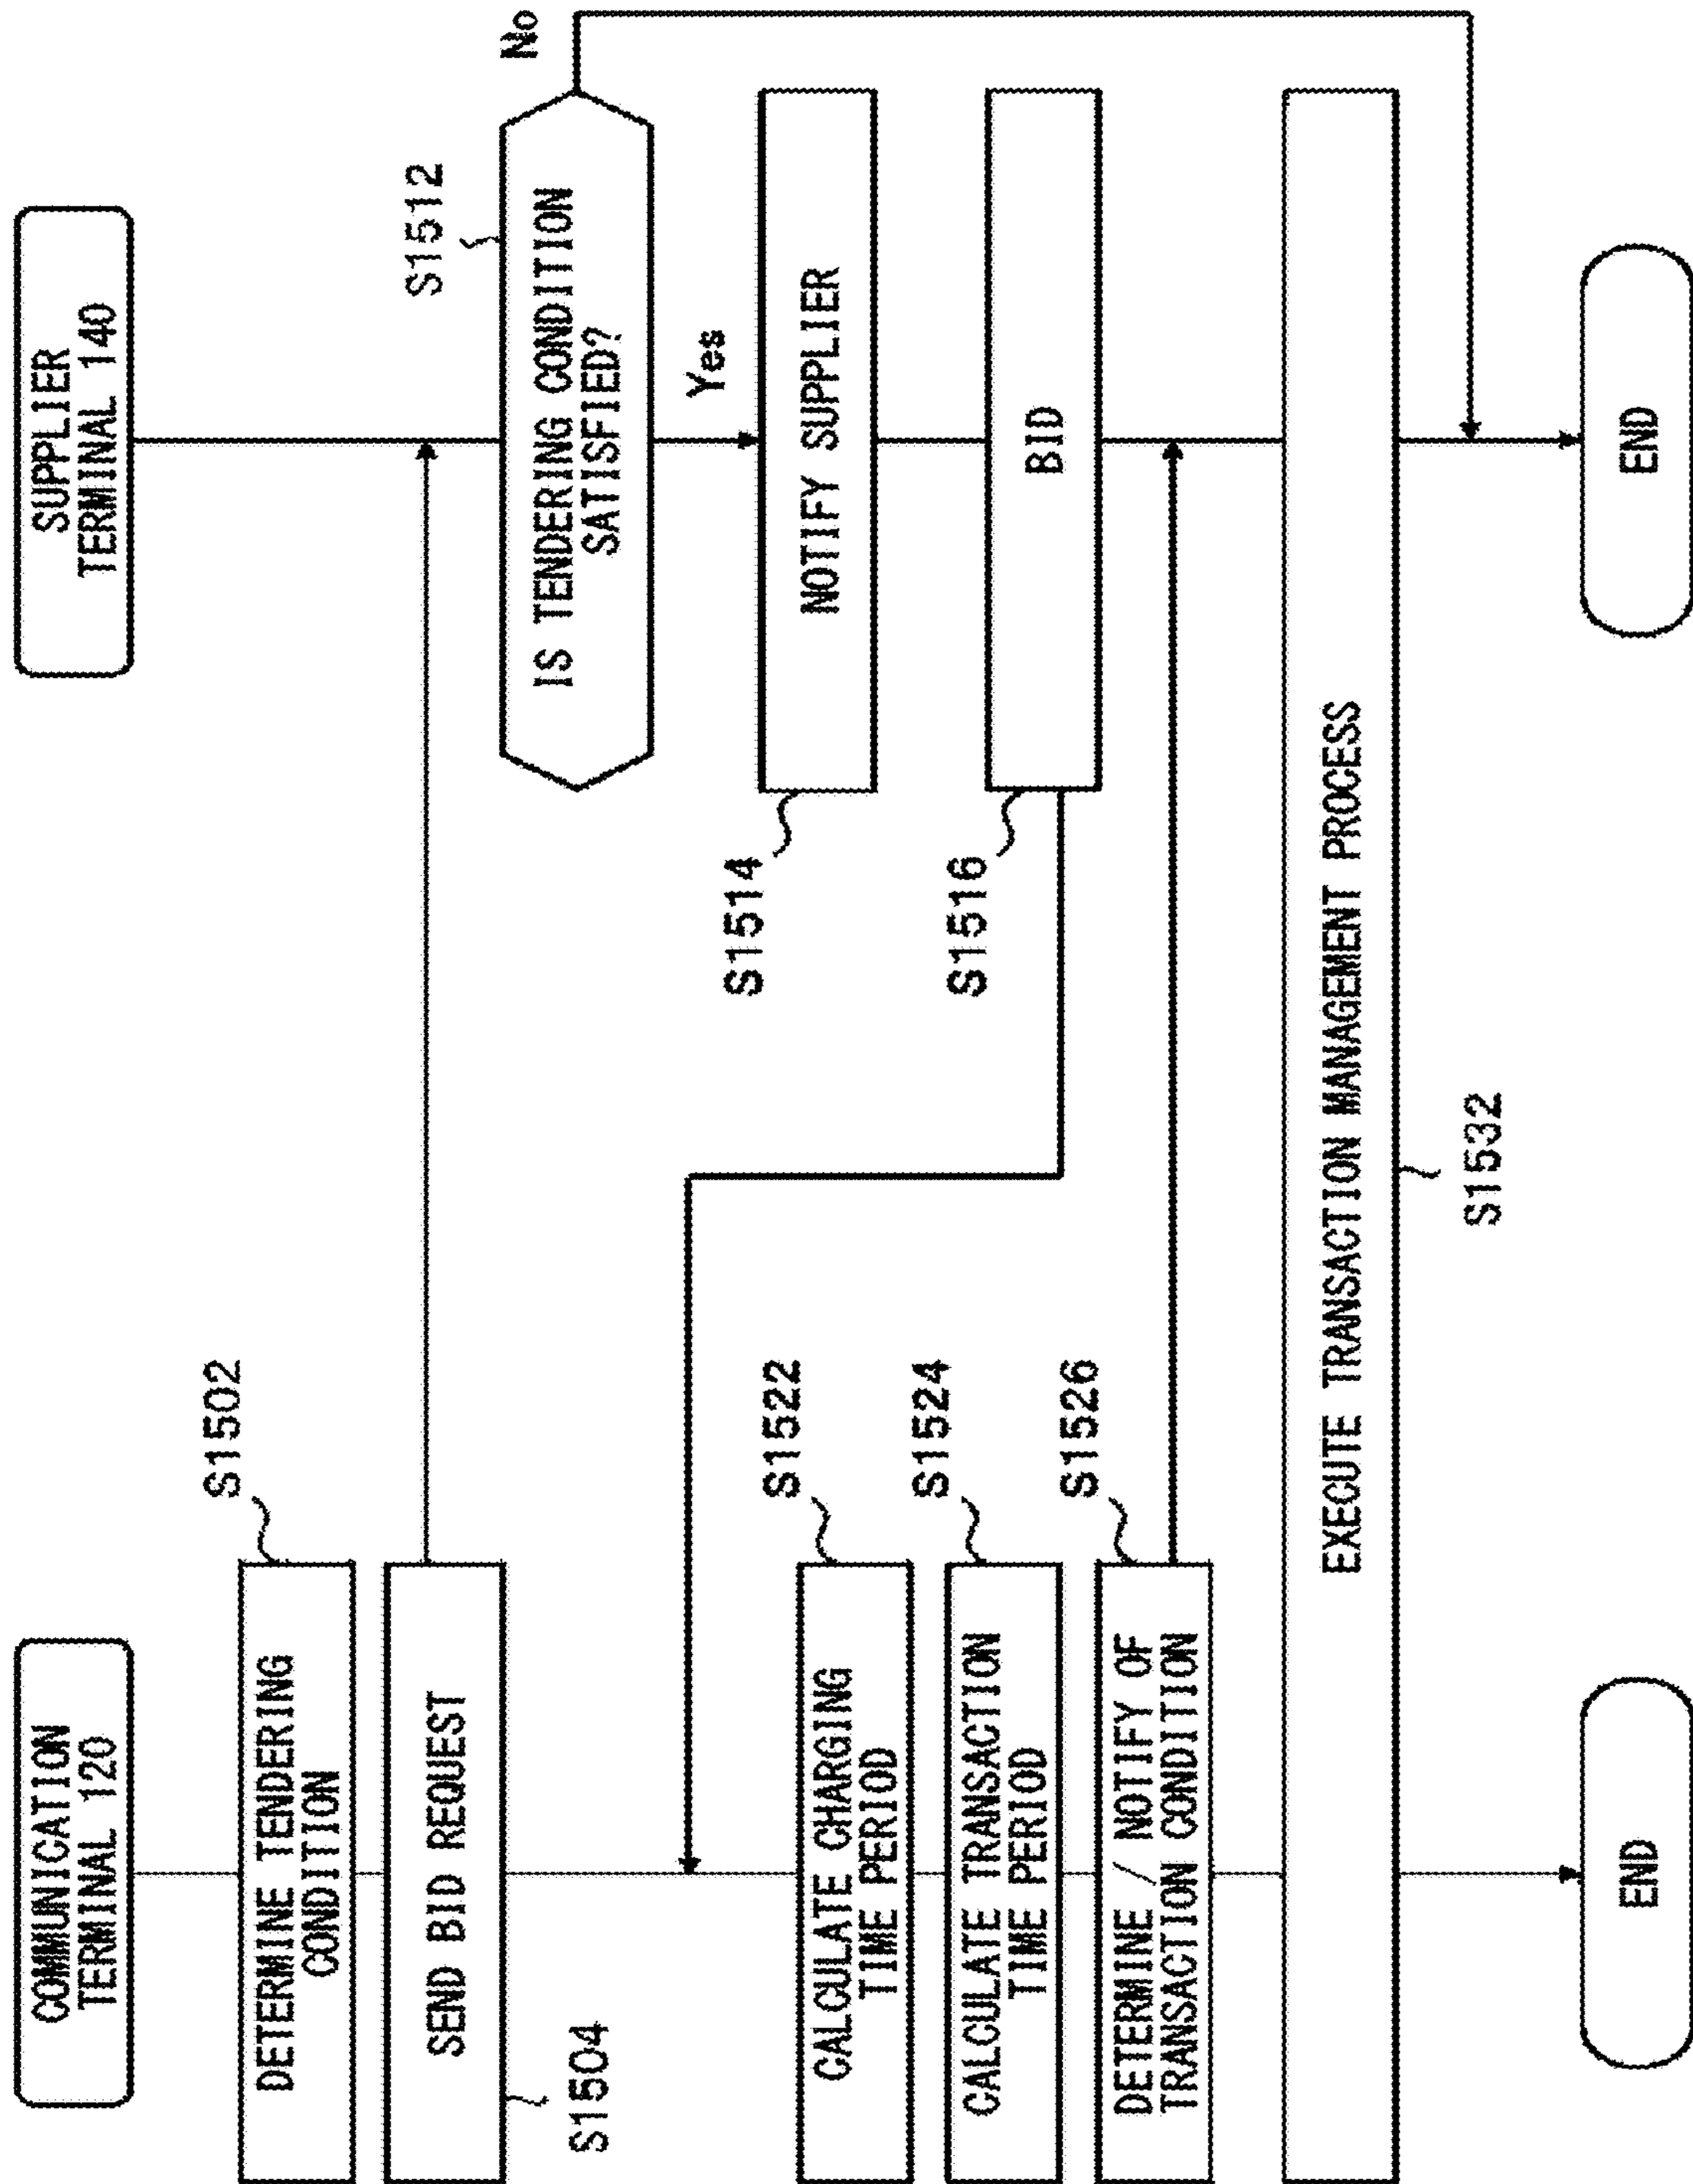 COMMUNICATION
TERMINAL 120
SUPPLIER
TERMINAL 140
DETERMINE TENDERING
CONDITION
S1502
SEND BID REQUEST
S1504
S1512
IS TENDERING CONDITION
SATISFIED?
No
Yes
S1514
NOTIFY SUPPLIER
S1516
BID
CALCULATE CHARGING
TIME PERIOD
S1522
CALCULATE TRANSACTION
TIME PERIOD
S1524
DETERMINE / NOTIFY OF
TRANSACTION CONDITION
S1526
EXECUTE TRANSACTION MANAGEMENT PROCESS
S1532
END
END